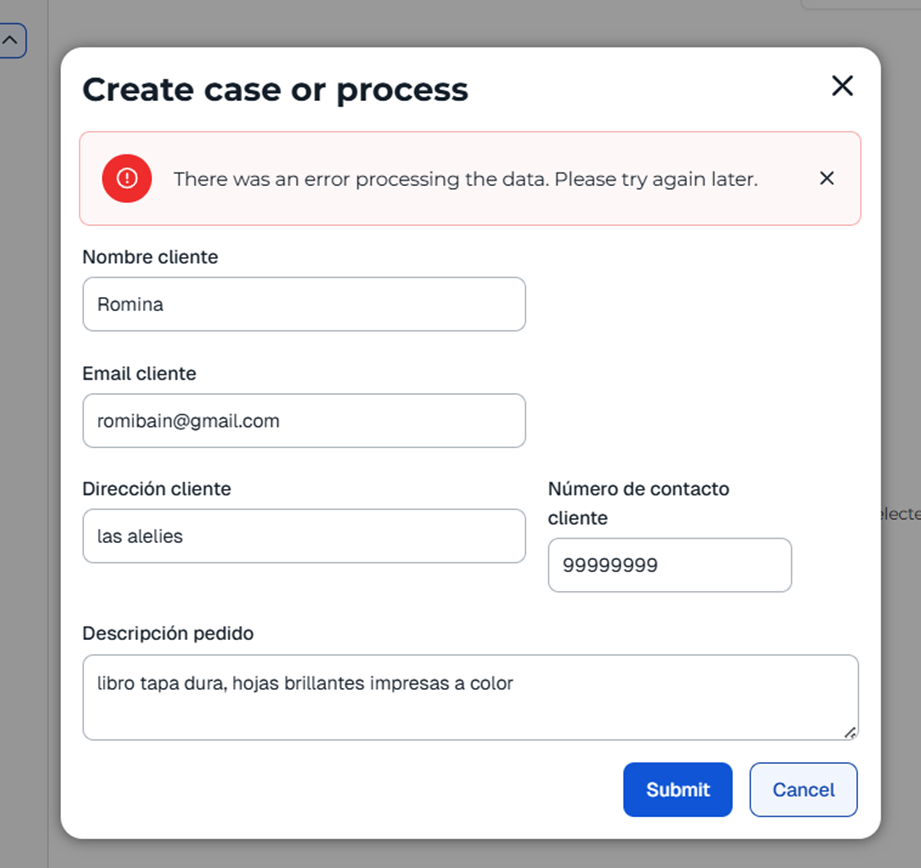 Create case or process
There was an error processing the data. Please try again later.
Nombre cliente
Romina
Email cliente
romibain@gmail.com
Dirección cliente
las alelies
Número de contacto
cliente
99999999
Descripción pedido
libro tapa dura, hojas brillantes impresas a color
Submit
Cancel